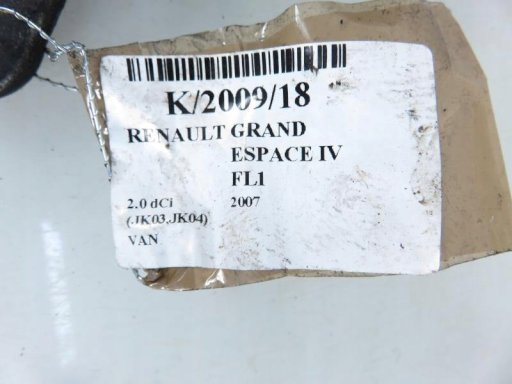 K/2009/18
RENAULT GRAND
ESPACE IV
FL1
2.0 dCi 2007
(JK03,JK04)
VAN